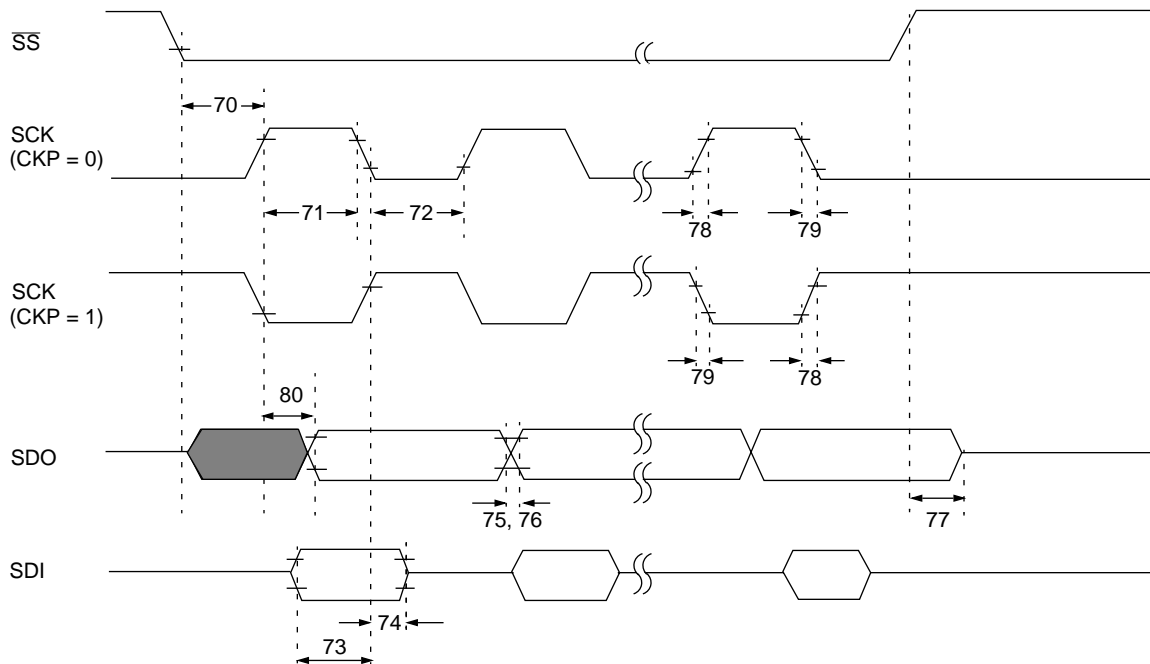 SS
70
SCK
(CKP = 0)
71
72
78
79
SCK
(CKP = 1)
79
78
80
SDO
75, 76
77
SDI
74
73